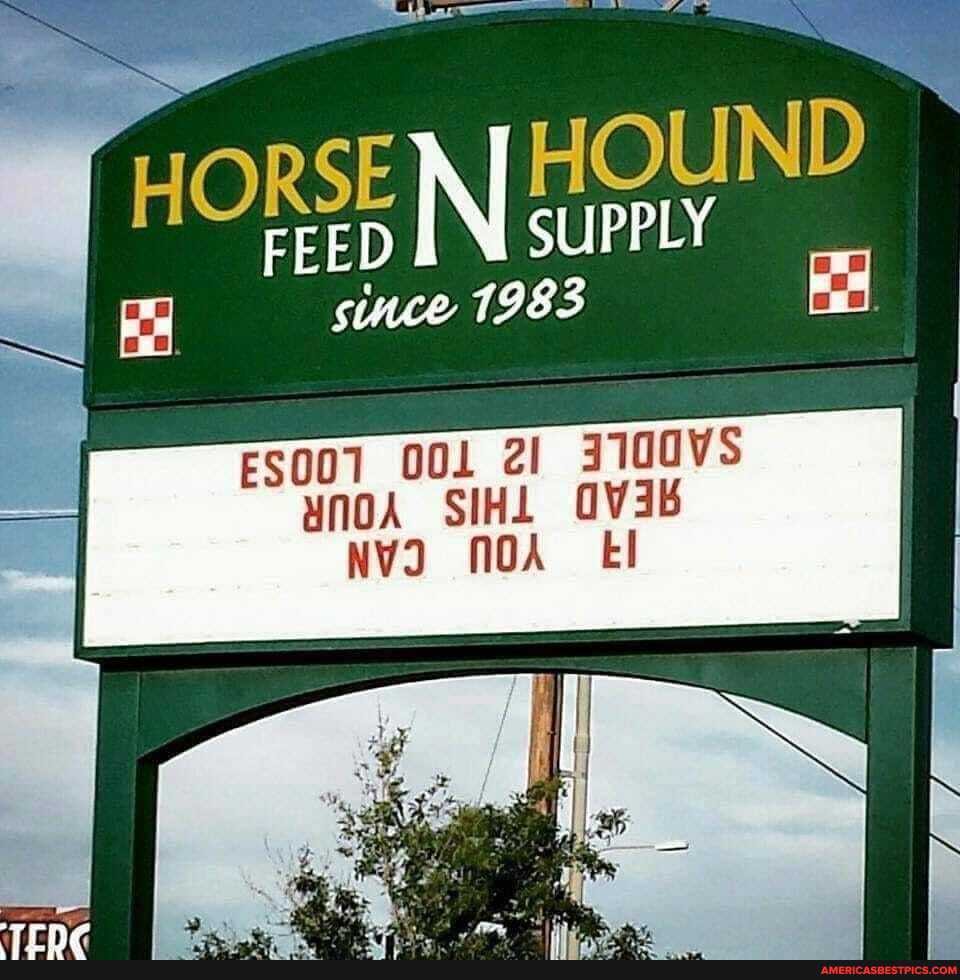 HORSE N HOUND
FEED SUPPLY
since 1983
IF YOU CAN
READ THIS YOUR
SADDLE IS TOO LOOSE
AMERICASBESTPICS.COM